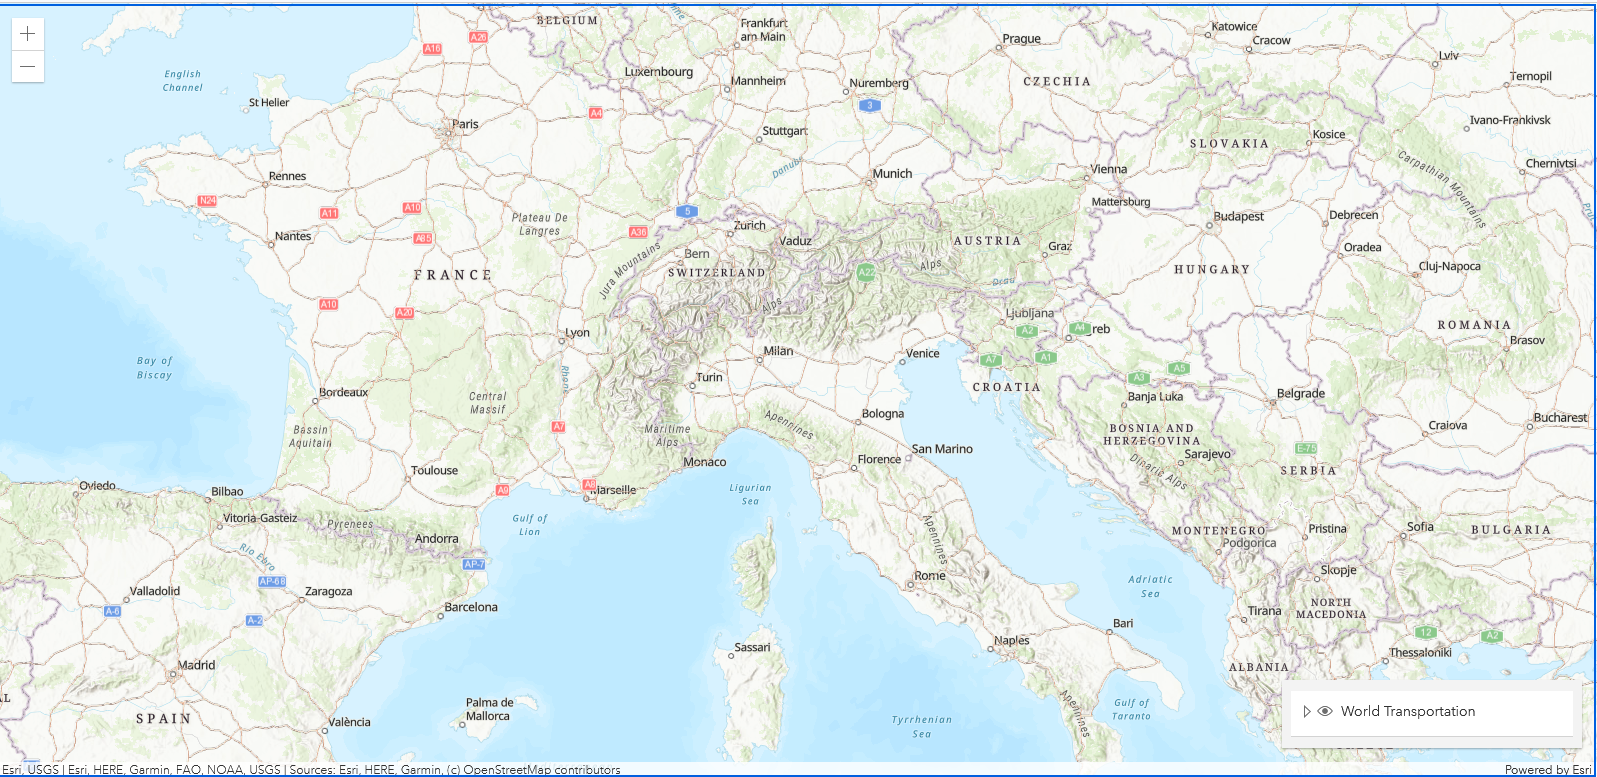 BELGIUM
Frankfurt
am Main
Katowice
Cracow
Prague
Lviv
A26
A16
English
Channel
Luxembourg
Mannheim
Nuremberg
CZECHIA
Ternopil
St Helier
A4
3
Paris
Stuttgart
Ivano-Frankivsk
Kosice
SLOVAKIA
Carpathian Mountains
Chernivtsi
Danube
Munich
Vienna
Rennes
N24
A11
A10
Mattersburg
5
Plateau De
Langres
Budapest
Debrecen
Zurich
A36
Nantes
A85
Vaduz
AUSTRIA
Graz
Oradea
Bern
Jura Mountains
FRANCE
SWITZERLAND
A22
Alps
HUNGARY
Cluj-Napoca
Drau
A10
A20
Alps
Ljubljana
A2
A4
reb
ROMANIA
Brasov
Lyon
Milan
Venice
A7
A1
Bay of
Biscay
Rhone
Turin
CROATIA
A3
A5
Bordeaux
Central
Massif
Banja Luka
Belgrade
Apennines
Bologna
Bucharest
Craiova
A7
Bassin
Aquitain
Maritime
Alps
BOSNIA AND
HERZEGOVINA
San Marino
E-75
Monaco
Florence
Sarajevo
SERBIA
Toulouse
Dinaric Alps
Oviedo
Bilbao
A9
A8
Marseille
Ligurian
Sea
Vitoria-Gasteiz
Pyrenees
Gulf of
Lion
Apennines
MONTENEGRO
Podgorica
Pristina
Sofia
BULGARIA
Andorra
Rio Ebro
AP-7
AP-68
Rome
Adriatic
Sea
Skopje
Valladolid
Zaragoza
A-6
A-2
Barcelona
NORTH
MACEDONIA
Tirana
Bari
12
A2
Naples
Sassari
Thessaloniki
Madrid
ALBANIA
AL
Palma de
Mallorca
Apennines
Gulf of
Taranto
SPAIN
València
Tyrrhenian
Sea
World Transportation
Esri, USGS | Esri, HERE, Garmin, FAO, NOAA, USGS | Sources: Esri, HERE, Garmin, (c) OpenStreetMap contributors
Powered by Esri